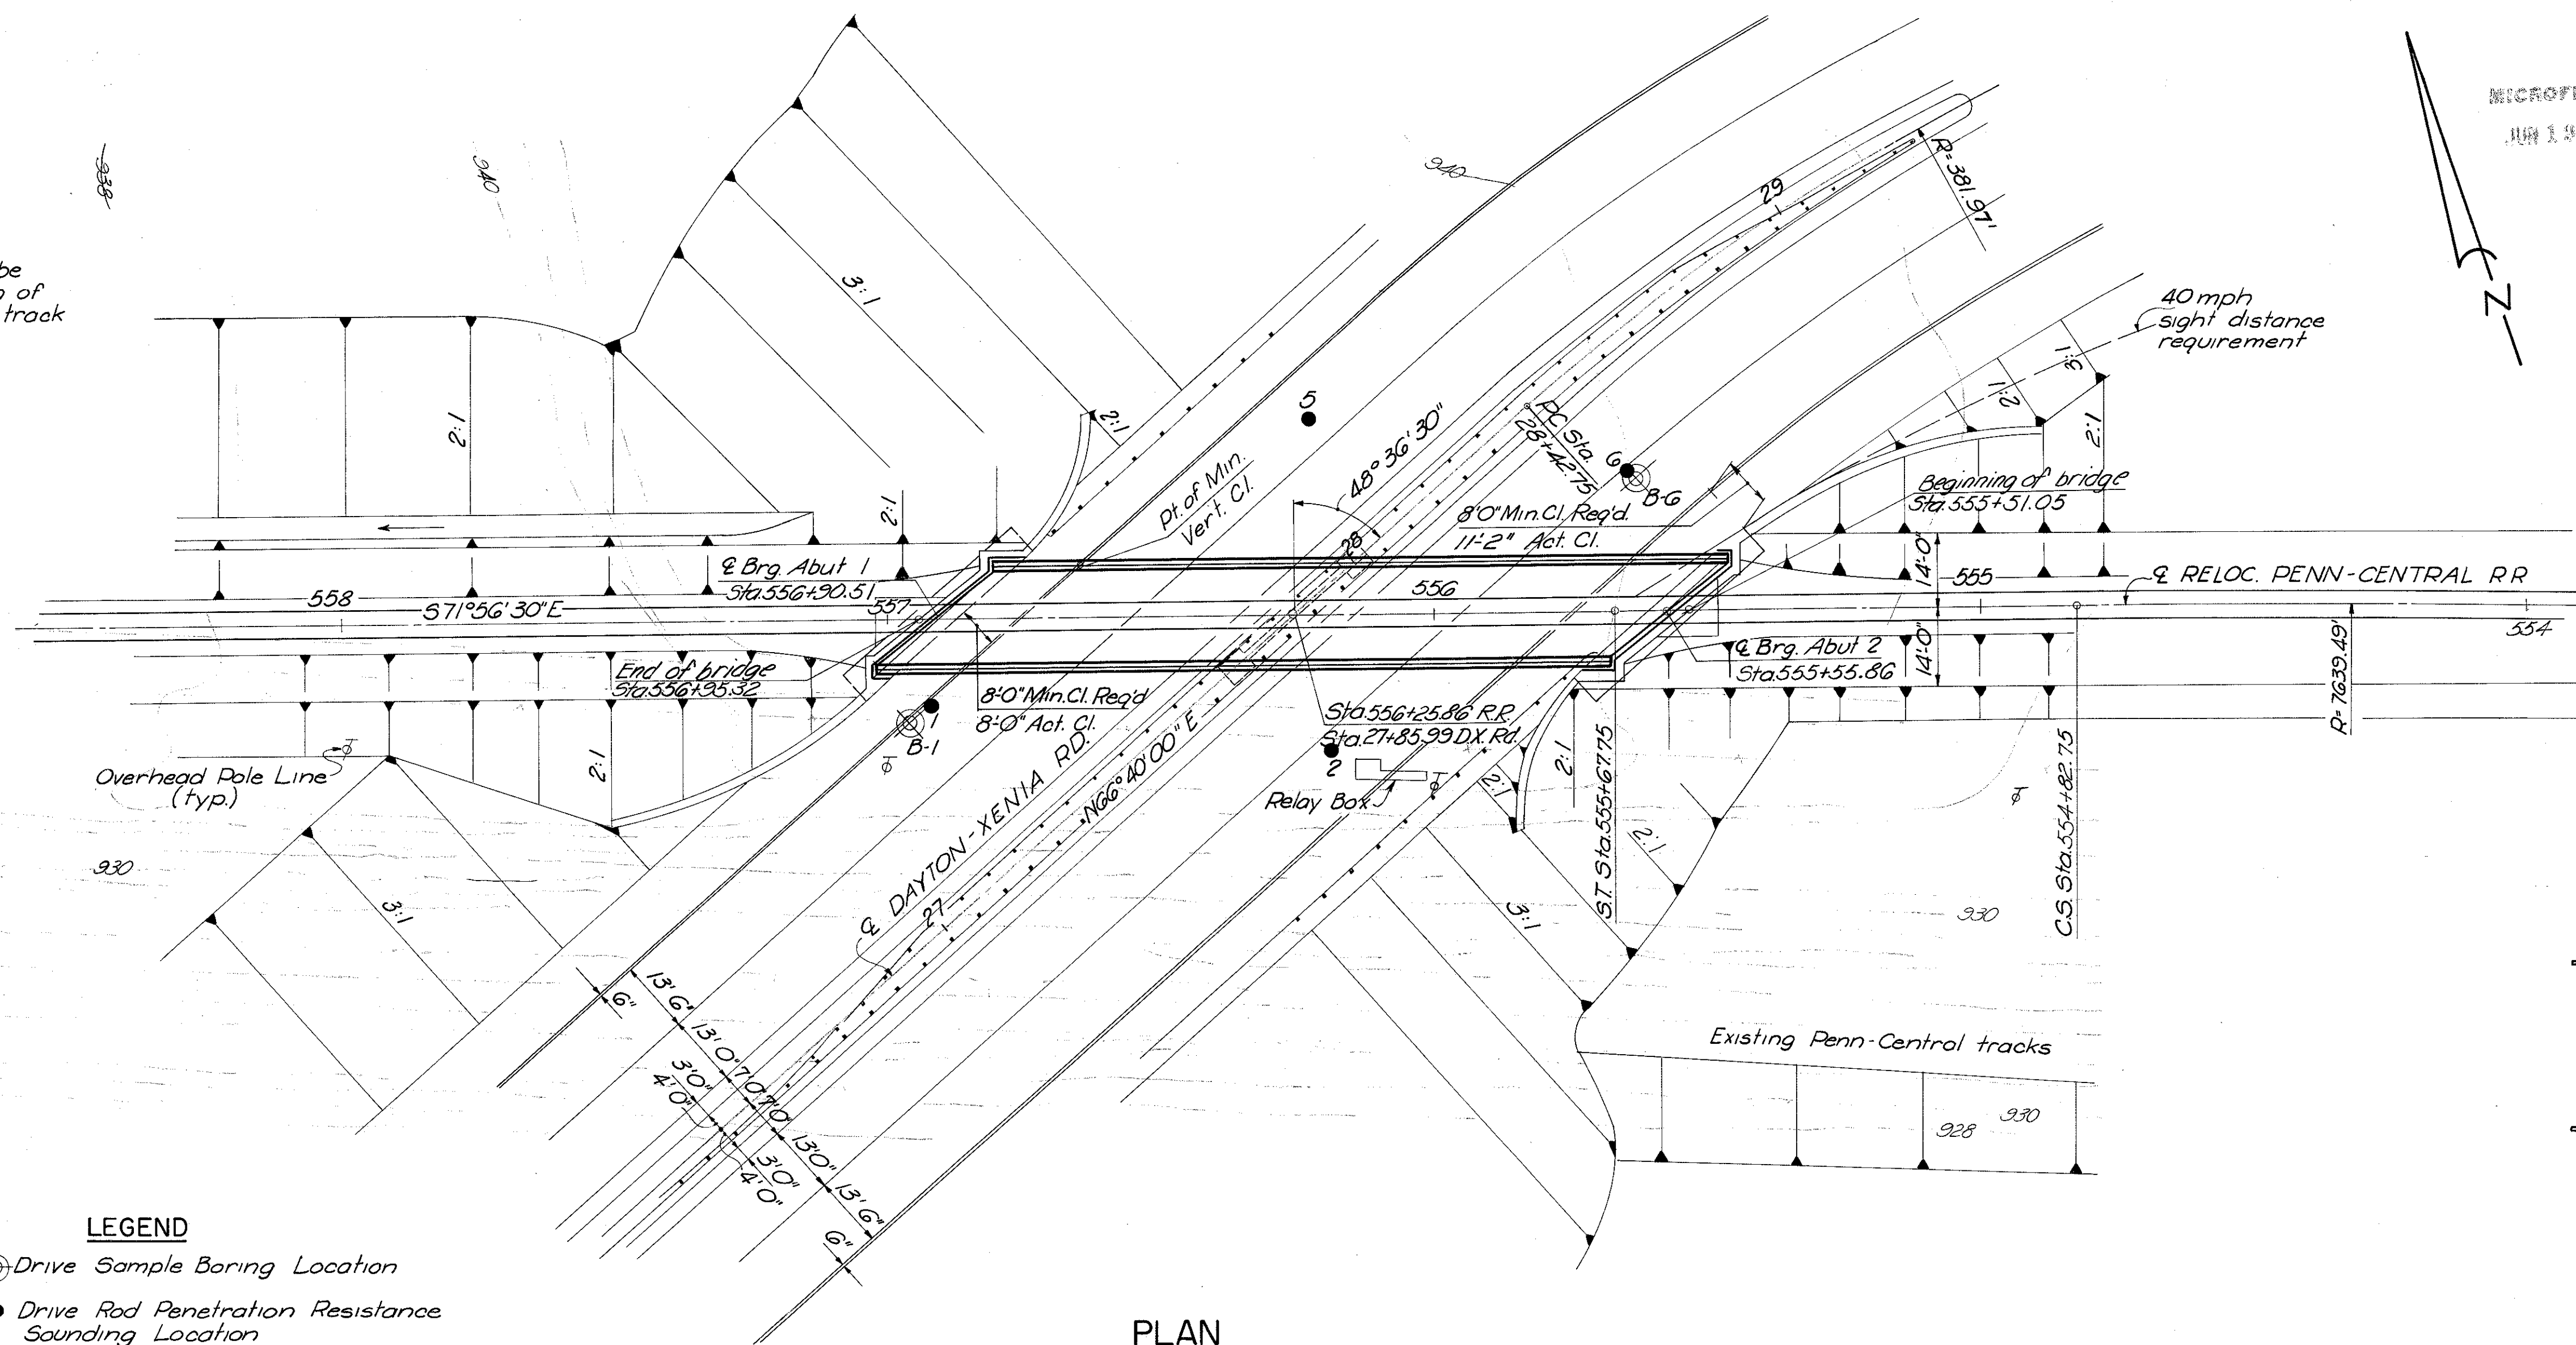 938
940
940
be
of
track
3:1
2:1
2:1
2:1
5
48°36'30"
P.C. Sta.
28+42.75
6
B-6
29
R=381.97'
40 mph
sight distance
requirement
3:1
2:1
2:1
N
JUN 1
Pt. of Min.
Vert. Cl.
8'0" Min. Cl. Req'd.
11'-2" Act. Cl.
Beginning of bridge
Sta. 555+51.05
28
℄ Brg. Abut 1
Sta. 556+90.51
558
S71°56'30"E
557
556
555
14'-0"
℄ RELOC. PENN-CENTRAL RR
554
End of bridge
Sta. 556+95.32
℄ Brg. Abut 2
Sta. 555+55.86
14'-0"
R=7639.49'
8'-0" Min. Cl. Req'd
8'-0" Act. Cl.
1
B-1
Sta. 556+25.86 R.R.
Sta. 27+85.99 D.X. Rd.
2
Relay Box
Overhead Pole Line
(typ.)
2:1
2:1
2:1
2:1
S.T. Sta. 555+67.75
C.S. Sta. 554+82.75
℄ DAYTON-XENIA RD.
N66°40'00"E
27
930
3:1
3:1
930
6"
13'6"
13'0"
7'0"
7'0"
13'0"
13'6"
6"
3'0"
4'0"
3'0"
4'0"
Existing Penn-Central tracks
928
930
LEGEND
Drive Sample Boring Location
Drive Rod Penetration Resistance
Sounding Location
PLAN